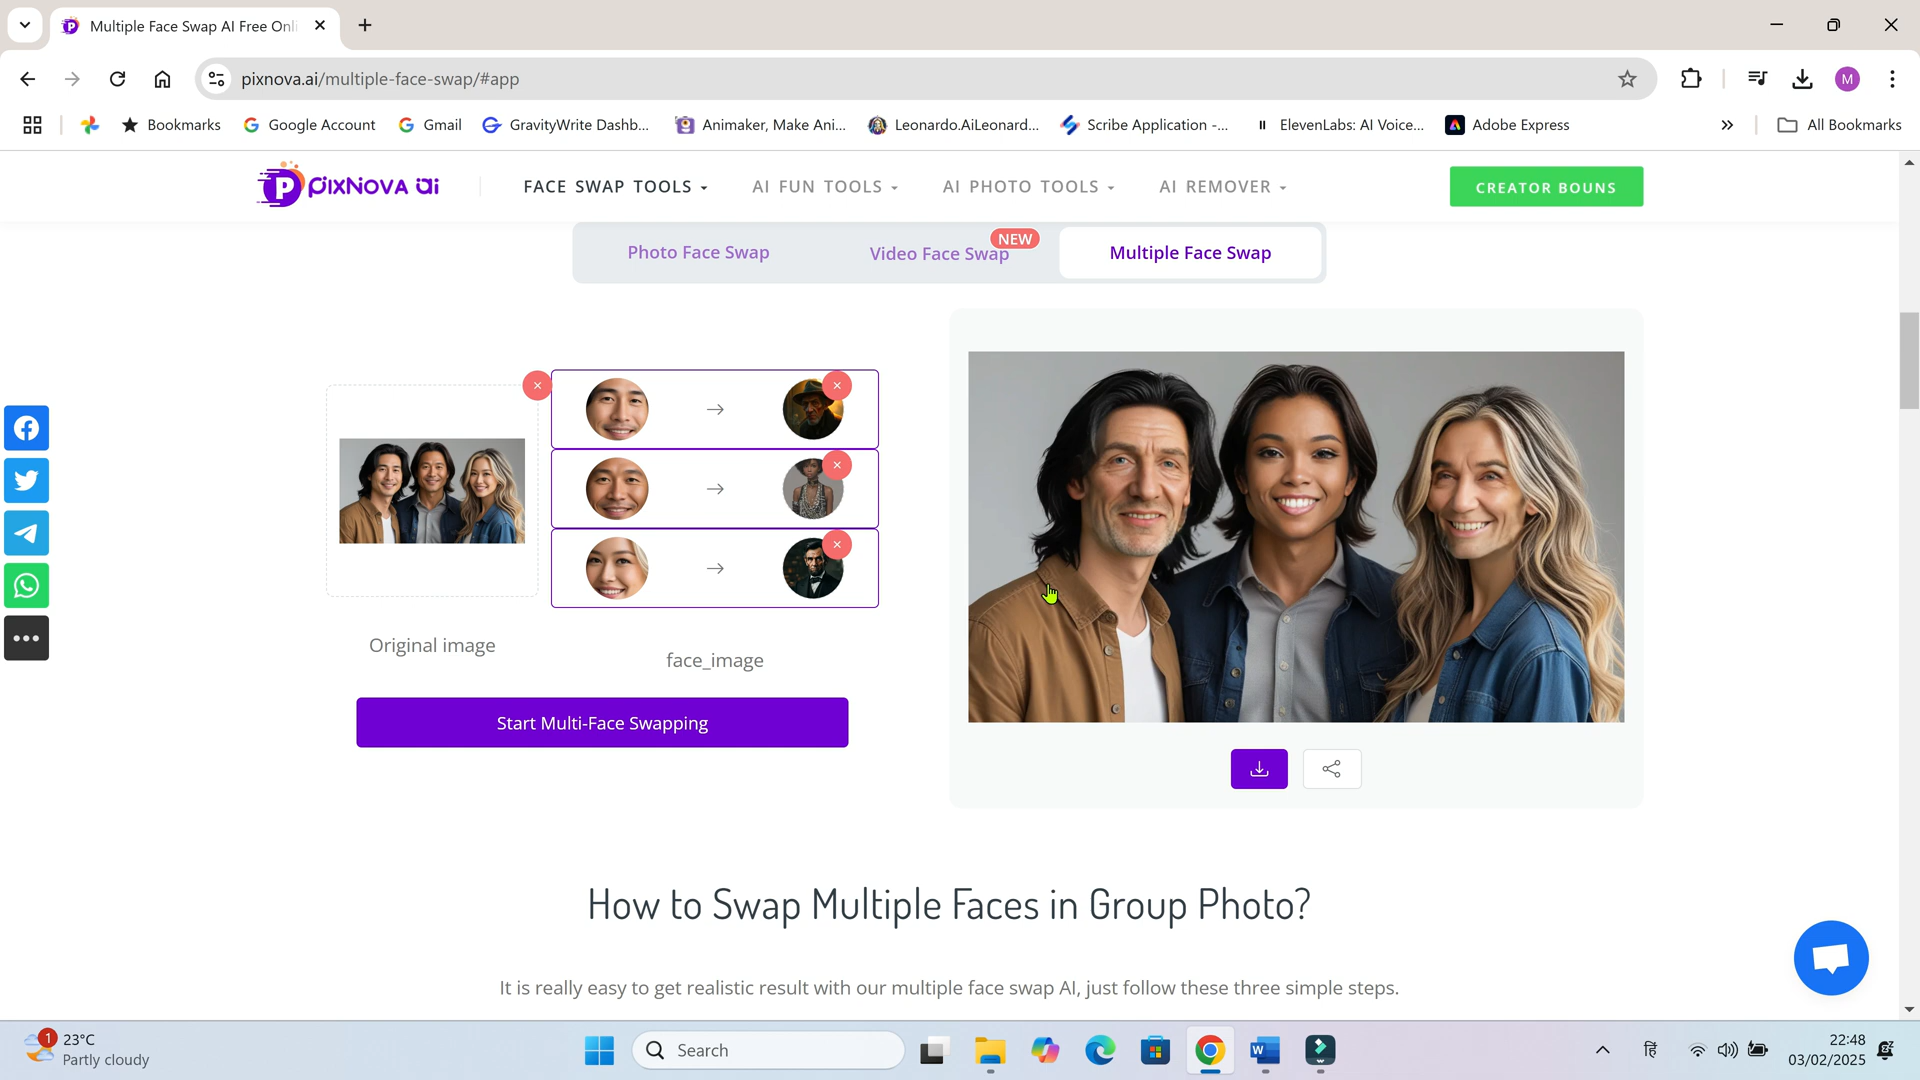 Multiple Face Swap AI Free Onl
pixnova.ai/multiple-face-swap/#app
M
Bookmarks
Google Account
Gmail
GravityWrite Dashb...
Animaker, Make Ani...
Leonardo.AiLeonard...
Scribe Application -...
ElevenLabs: AI Voice...
Adobe Express
All Bookmarks
PixNova ai
FACE SWAP TOOLS
AI FUN TOOLS
AI PHOTO TOOLS
AI REMOVER
CREATOR BOUNS
Photo Face Swap
Video Face Swap
NEW
Multiple Face Swap
Original image
face_image
Start Multi-Face Swapping
How to Swap Multiple Faces in Group Photo?
It is really easy to get realistic result with our multiple face swap AI, just follow these three simple steps.
1
23°C
Partly cloudy
Search
हिं
22:48
03/02/2025